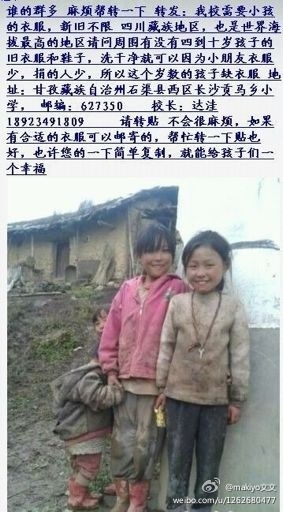 谁的群多 麻烦帮转一下 转发：我校需要小孩
的衣服，新旧不限 四川藏族地区，也是世界海
拔最高的地区请问周围有没有四到十岁孩子的
旧衣服和鞋子，洗干净就可以因为小朋友衣服
少，捐的人少，所以这个岁数的孩子缺衣服 地
址：甘孜藏族自治州石渠县西区长沙贡马乡小
学， 邮编：627350 校长：达洼
18923491809 请转贴 不会很麻烦，如果
有合适的衣服可以邮寄的，帮忙转一下贴也
好，也许您的一下简单复制，就能给孩子们一
个幸福
@makiyo文文
weibo.com/u/1262680477